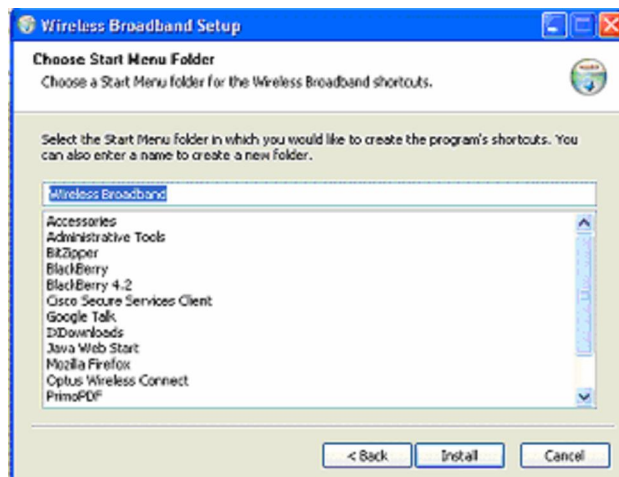 Wireless Broadband Setup
Choose Start Menu Folder
Choose a Start Menu folder for the Wireless Broadband shortcuts.
Select the Start Menu folder in which you would like to create the program's shortcuts. You
can also enter a name to create a new folder.
Wireless Broadband
Accessories
Administrative Tools
BitZipper
BlackBerry
BlackBerry 4.2
Cisco Secure Services Client
Google Talk
Java Web Start
Mozilla Firefox
Optus Wireless Connect
PrimoPDF
< Back
Install
Cancel